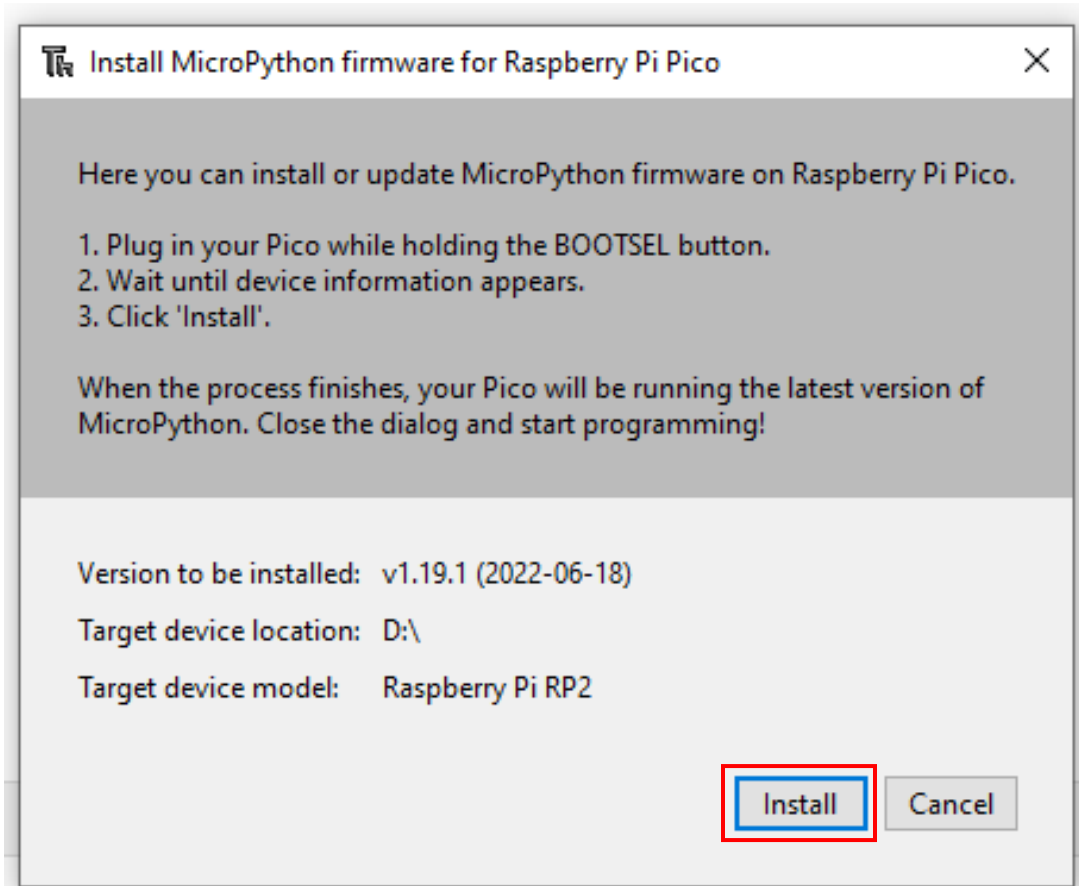 Install MicroPython firmware for Raspberry Pi Pico
Here you can install or update MicroPython firmware on Raspberry Pi Pico.
1. Plug in your Pico while holding the BOOTSEL button.
2. Wait until device information appears.
3. Click 'Install'.
When the process finishes, your Pico will be running the latest version of
MicroPython. Close the dialog and start programming!
Version to be installed: v1.19.1 (2022-06-18)
Target device location: D:\
Target device model: Raspberry Pi RP2
Install Cancel